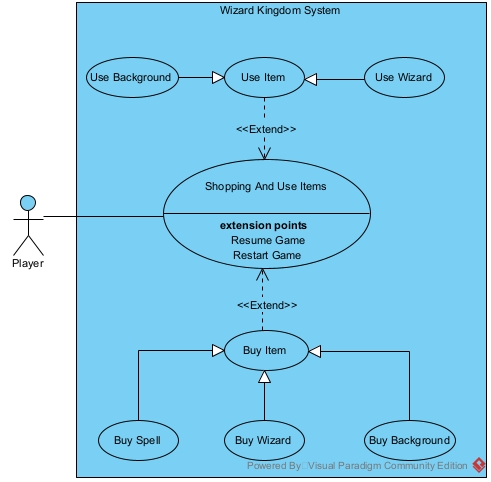 Wizard Kingdom System
Use Background
Use Item
Use Wizard
<<Extend>>
Shopping And Use Items
extension points
Resume Game
Restart Game
Player
<<Extend>>
Buy Item
Buy Spell
Buy Wizard
Buy Background
Powered By: Visual Paradigm Community Edition